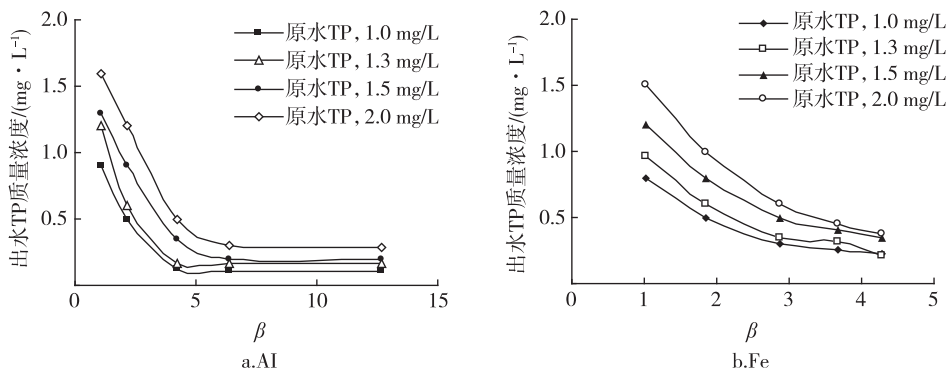 出水TP质量浓度/(mg·L⁻¹)
2.0
1.5
1.0
0.5
0
5
10
15
β
a.AI
原水TP, 1.0 mg/L
原水TP, 1.3 mg/L
原水TP, 1.5 mg/L
原水TP, 2.0 mg/L
出水TP质量浓度/(mg·L⁻¹)
2.0
1.5
1.0
0.5
0
1
2
3
4
5
β
b.Fe
原水TP, 1.0 mg/L
原水TP, 1.3 mg/L
原水TP, 1.5 mg/L
原水TP, 2.0 mg/L